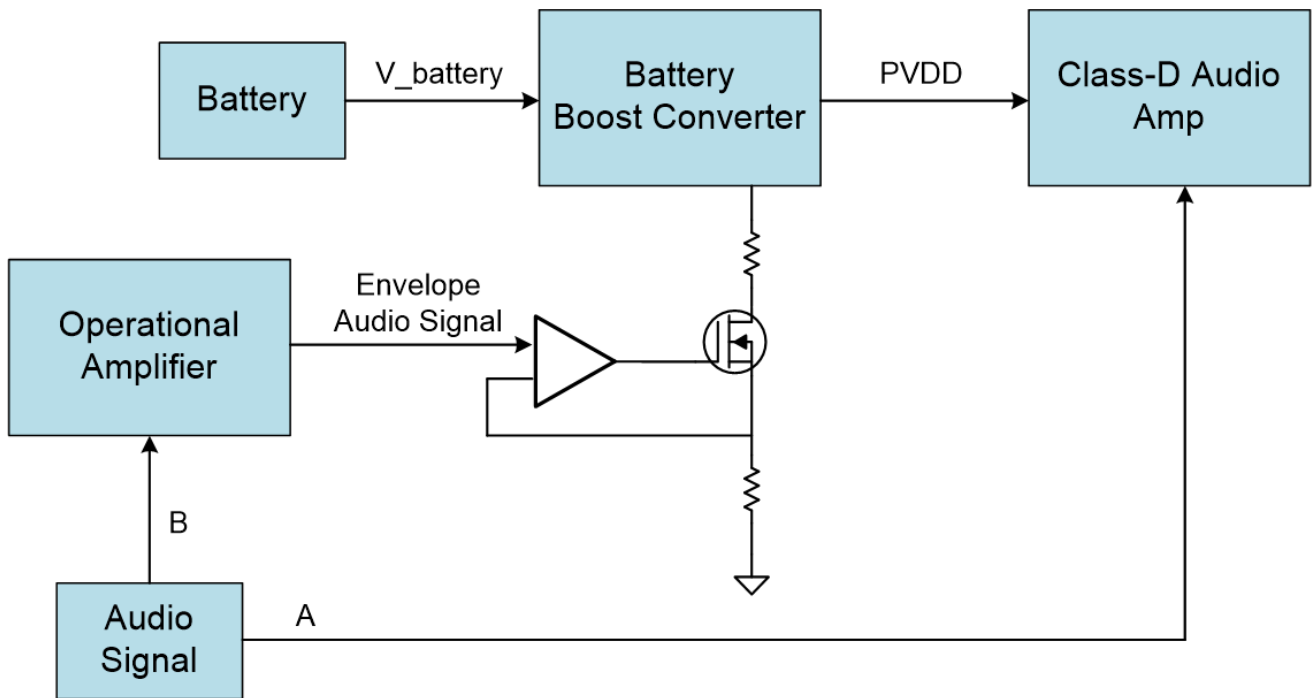 Battery
V_battery
Battery
Boost Converter
PVDD
Class-D Audio
Amp
Operational
Amplifier
Envelope
Audio Signal
B
Audio
Signal
A